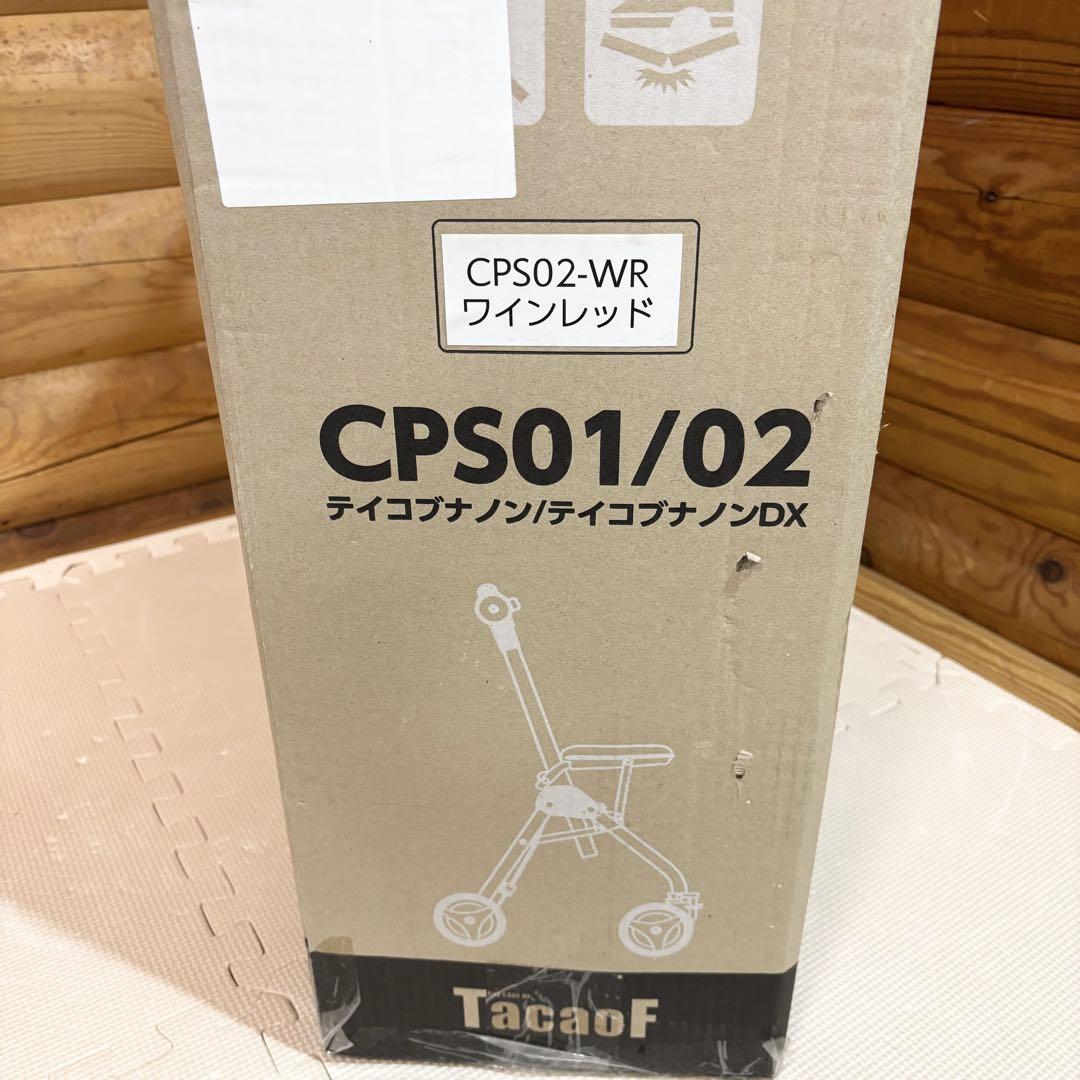 CPS02-WR
ワインレッド
CPS01/02
テイコブナノン/テイコブナノンDX
TacaoF